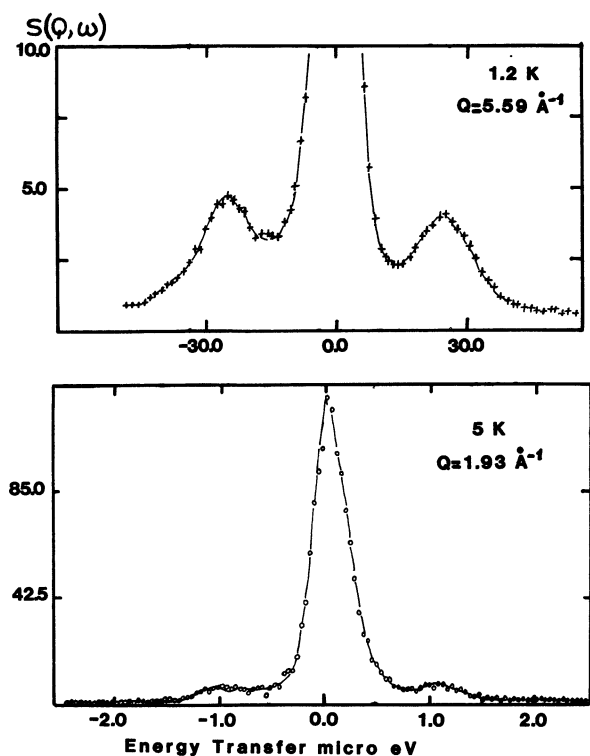 S(Q,ω)
10.0
1.2 K
Q=5.59 Å⁻¹
5.0
-30.0 0.0 30.0
5 K
Q=1.93 Å⁻¹
85.0
42.5
-2.0 -1.0 0.0 1.0 2.0
Energy Transfer micro eV